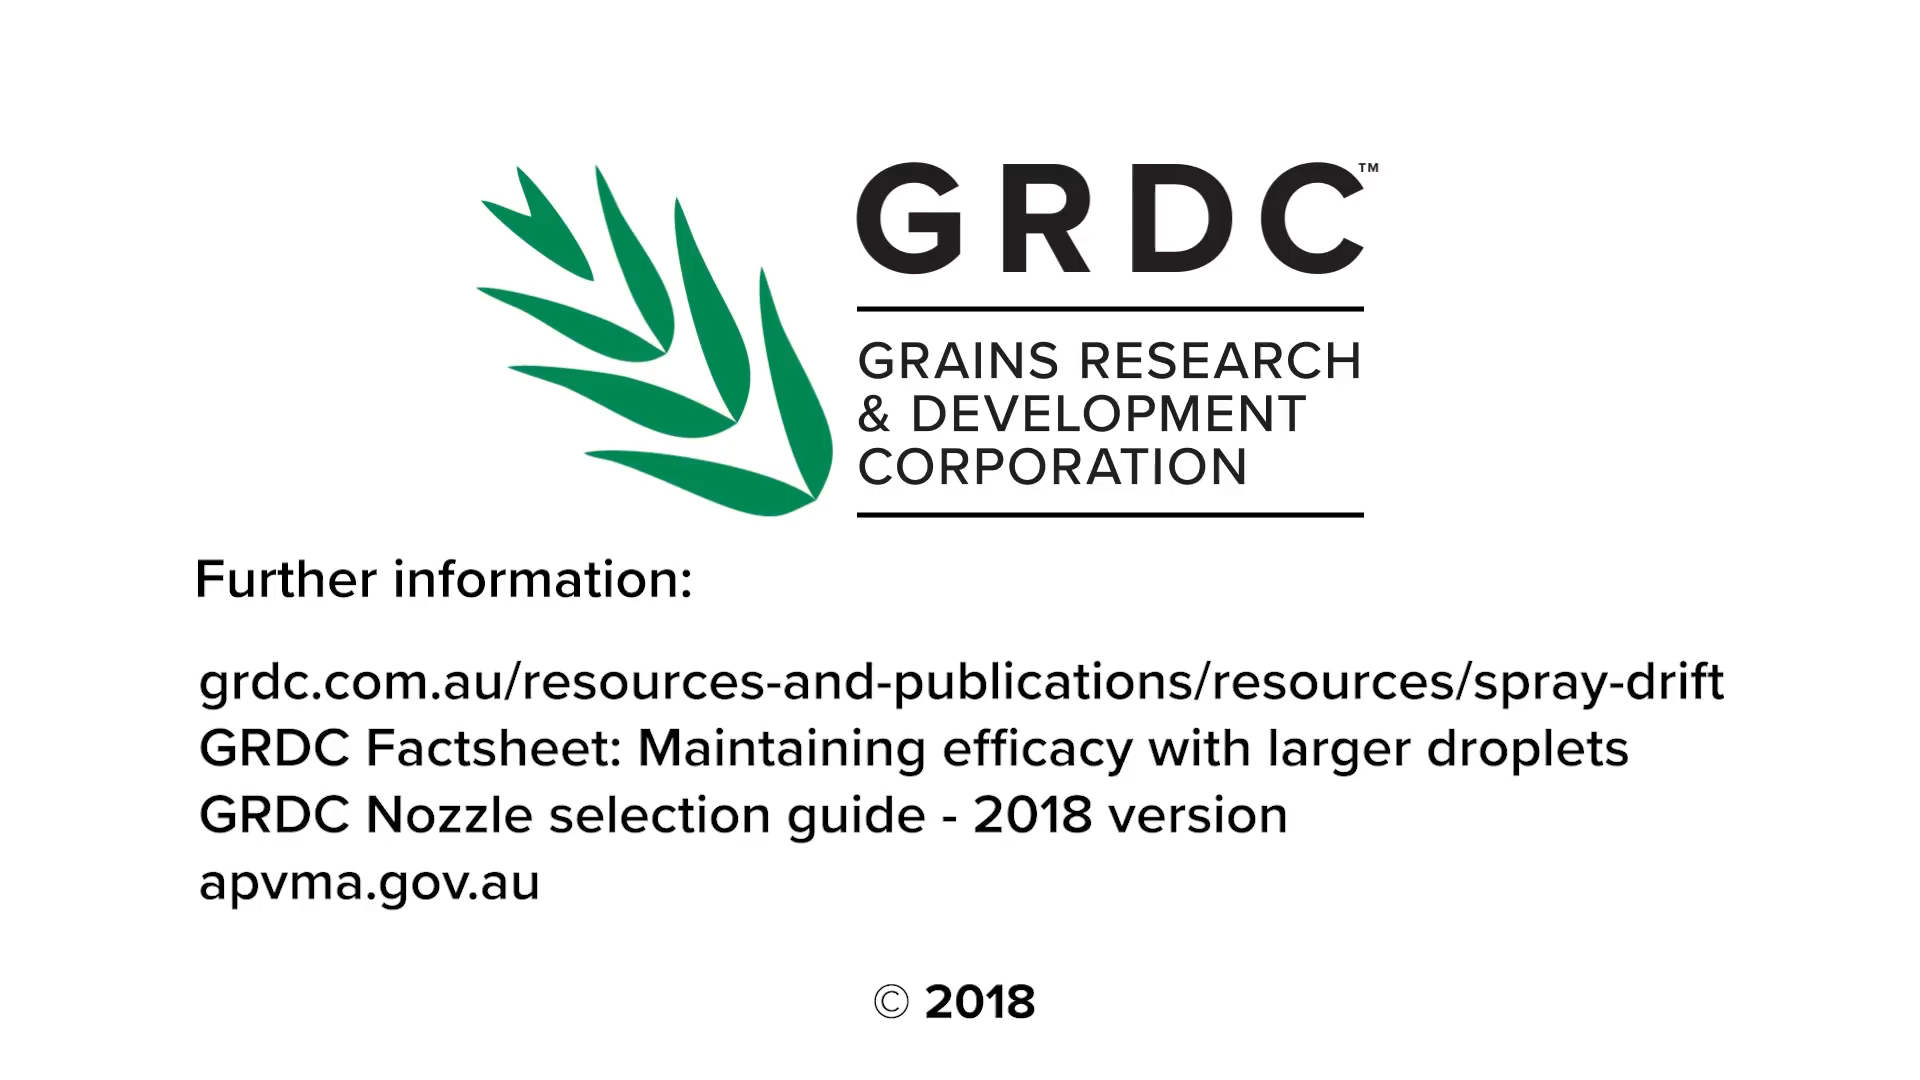 GRDC™
GRAINS RESEARCH
& DEVELOPMENT
CORPORATION
Further information:
grdc.com.au/resources-and-publications/resources/spray-drift
GRDC Factsheet: Maintaining efficacy with larger droplets
GRDC Nozzle selection guide - 2018 version
apvma.gov.au
© 2018